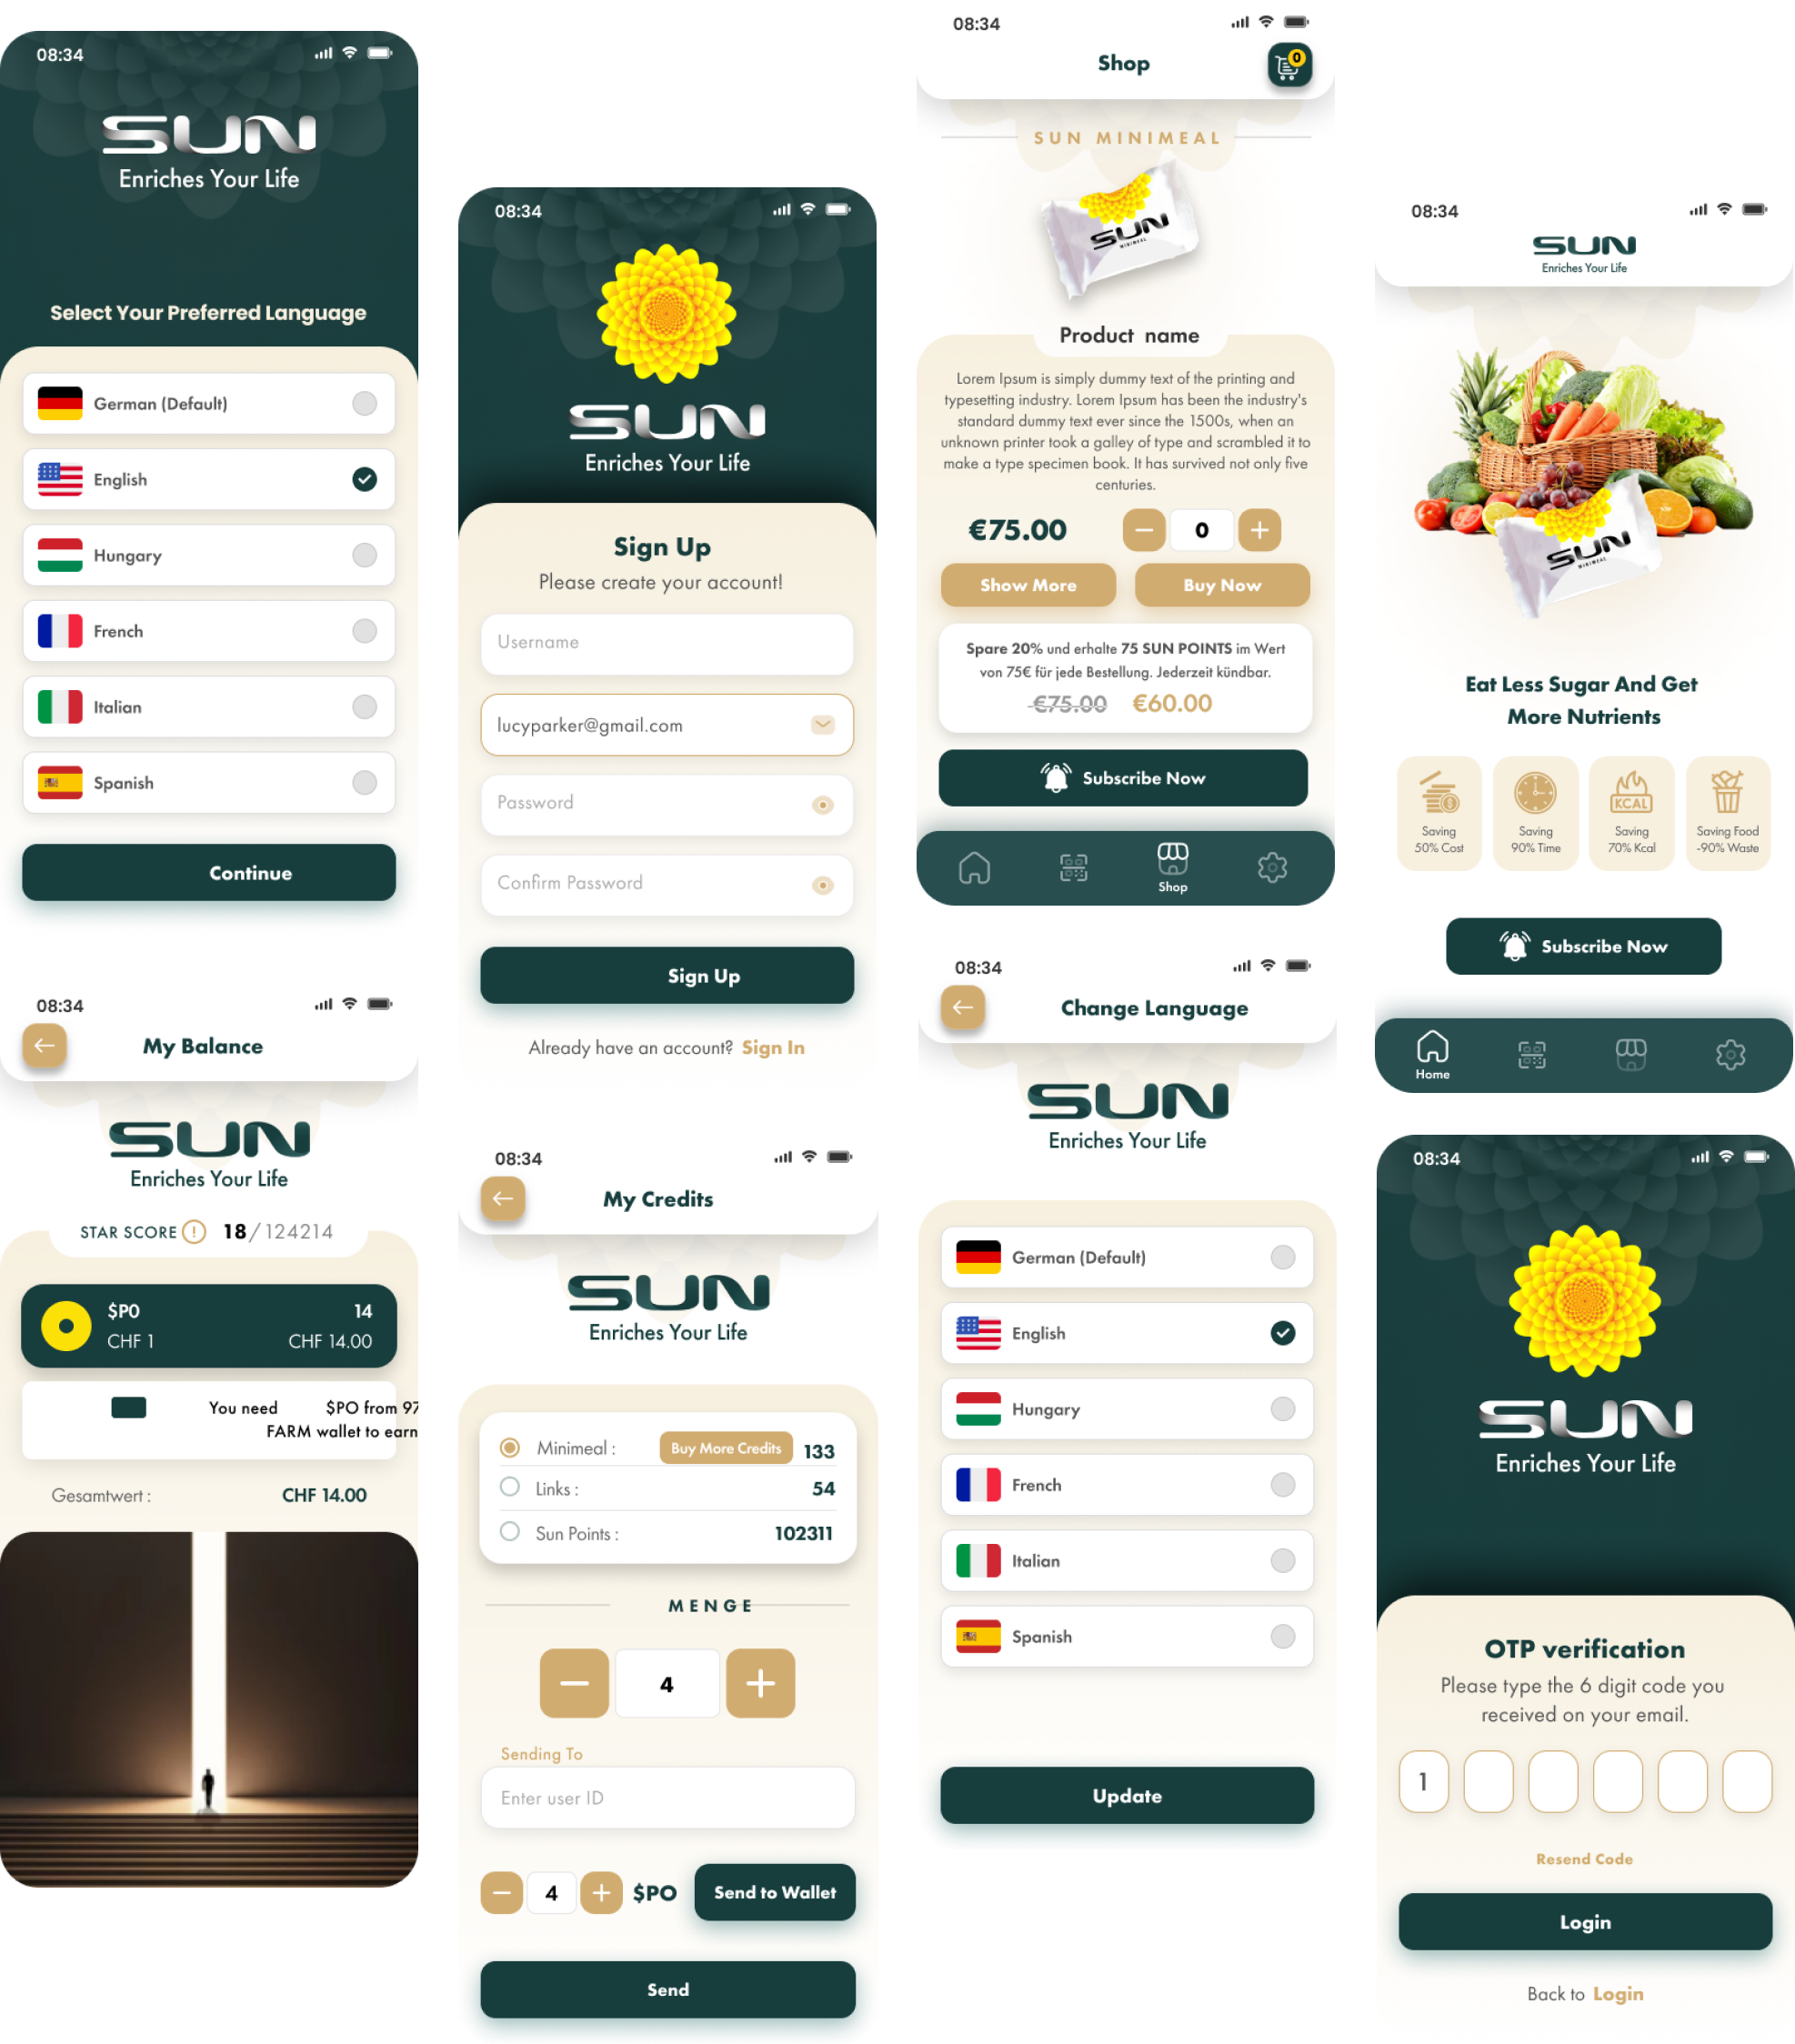 08:34
SUN
Enriches Your Life
Select Your Preferred Language
German (Default)
English
Hungary
French
Italian
Spanish
Continue
08:34
My Balance
SUN
Enriches Your Life
STAR SCORE ! 18/124214
$PO 14
CHF 1 CHF 14.00
You need $PO from 97
FARM wallet to earn
Gesamtwert : CHF 14.00
08:34
SUN
Enriches Your Life
Sign Up
Please create your account!
Username
lucyparker@gmail.com
Password
Confirm Password
Sign Up
Already have an account? Sign In
08:34
My Credits
SUN
Enriches Your Life
Minimeal : Buy More Credits 133
Links : 54
Sun Points : 102311
MENGE
4
Sending To
Enter user ID
4 $PO Send to Wallet
Send
08:34
Shop
0
SUN MINIMEAL
SUN
MINIMEAL
Product name
Lorem Ipsum is simply dummy text of the printing and
typesetting industry. Lorem Ipsum has been the industry's
standard dummy text ever since the 1500s, when an
unknown printer took a galley of type and scrambled it to
make a type specimen book. It has survived not only five
centuries.
€75.00 0
Show More Buy Now
Spare 20% und erhalte 75 SUN POINTS im Wert
von 75€ für jede Bestellung. Jederzeit kündbar.
€75.00 €60.00
Subscribe Now
Shop
08:34
Change Language
SUN
Enriches Your Life
German (Default)
English
Hungary
French
Italian
Spanish
Update
08:34
SUN
Enriches Your Life
SUN
MINIMEAL
Eat Less Sugar And Get
More Nutrients
KCAL
Saving
50% Cost
Saving
90% Time
Saving
70% Kcal
Saving Food
-90% Waste
Subscribe Now
Home
08:34
SUN
Enriches Your Life
OTP verification
Please type the 6 digit code you
received on your email.
1
Resend Code
Login
Back to Login